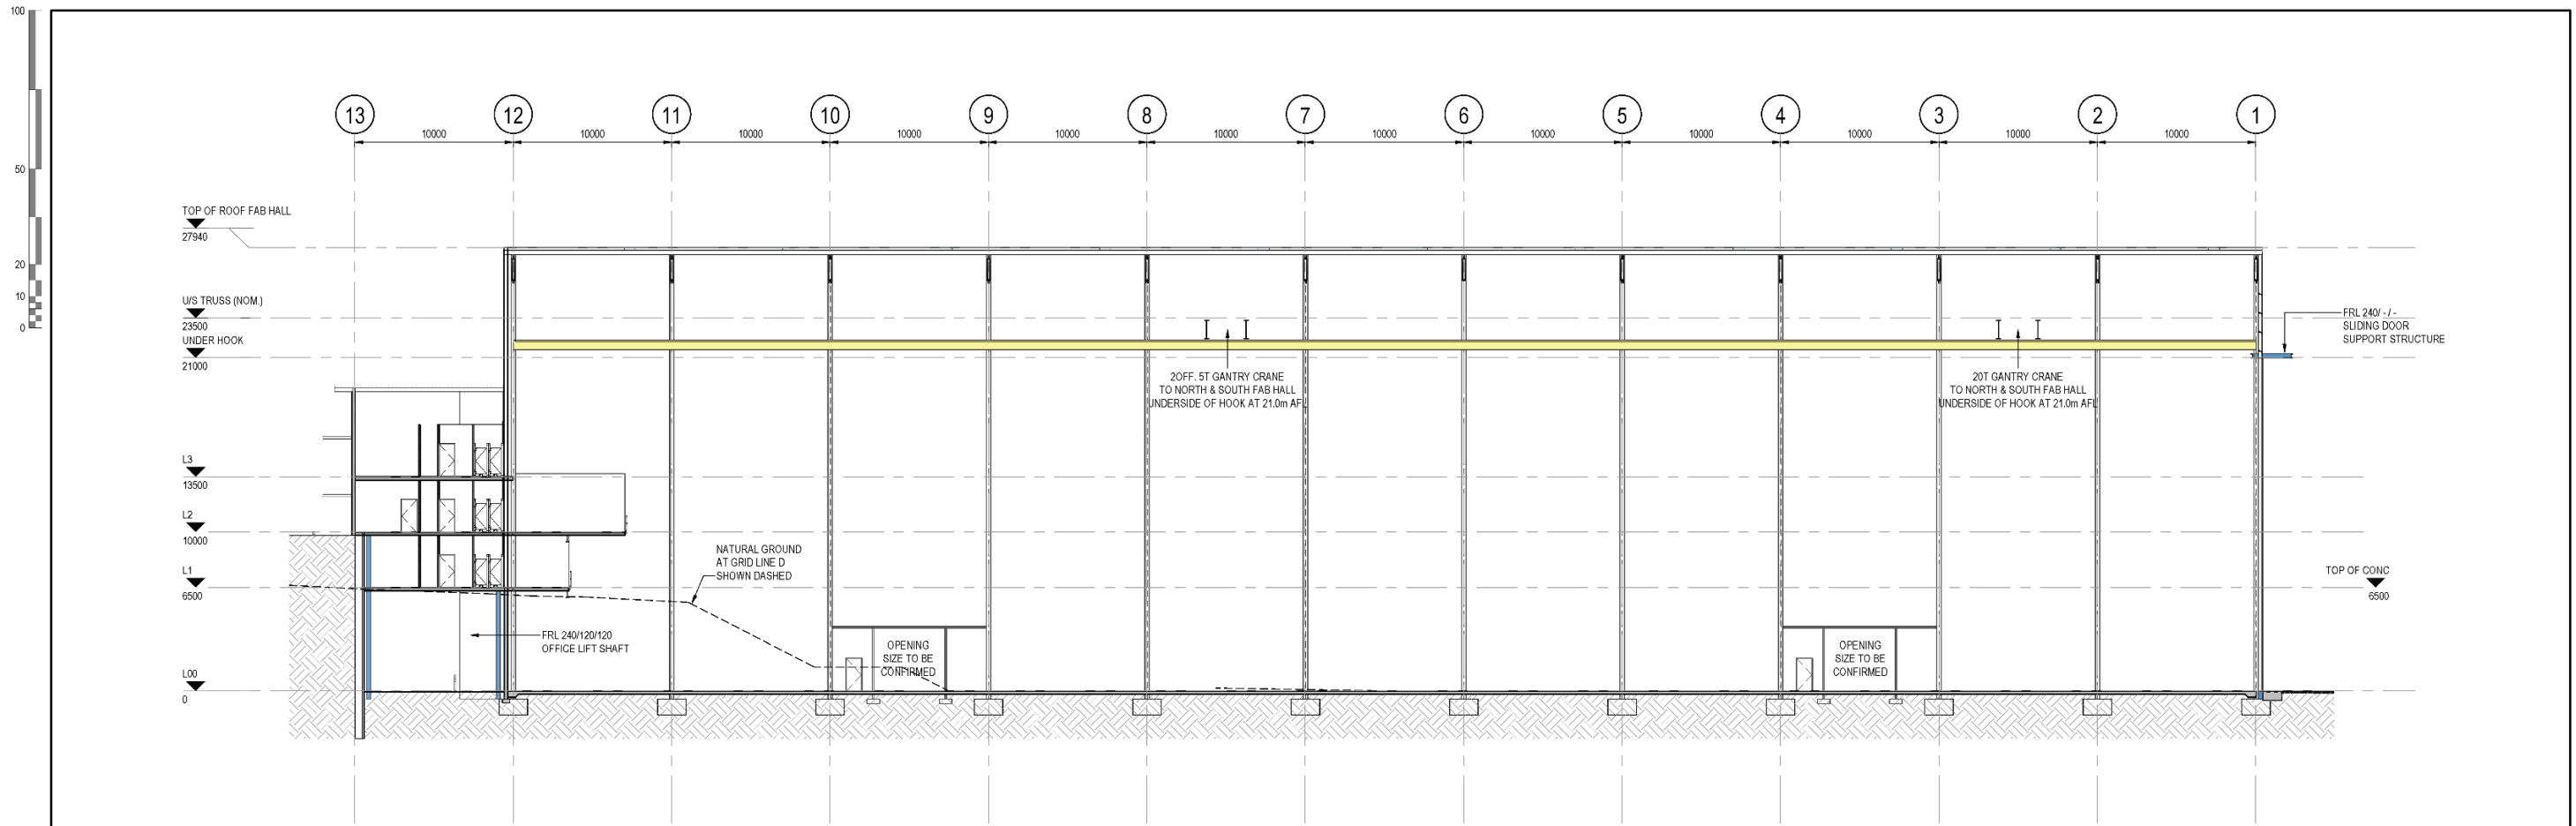 100
50
20
10
0
13
12
11
10
9
8
7
6
5
4
3
2
1
10000
10000
10000
10000
10000
10000
10000
10000
10000
10000
10000
10000
TOP OF ROOF FAB HALL
27940
U/S TRUSS (NOM.)
23500
UNDER HOOK
21000
FRL 240/ - / -
SLIDING DOOR
SUPPORT STRUCTURE
2OFF. 5T GANTRY CRANE
TO NORTH & SOUTH FAB HALL
UNDERSIDE OF HOOK AT 21.0m AFL
20T GANTRY CRANE
TO NORTH & SOUTH FAB HALL
UNDERSIDE OF HOOK AT 21.0m AFL
L3
13500
L2
10000
NATURAL GROUND
AT GRID LINE D
SHOWN DASHED
L1
6500
TOP OF CONC
6500
FRL 240/120/120
OFFICE LIFT SHAFT
OPENING
SIZE TO BE
CONFIRMED
OPENING
SIZE TO BE
CONFIRMED
L00
0